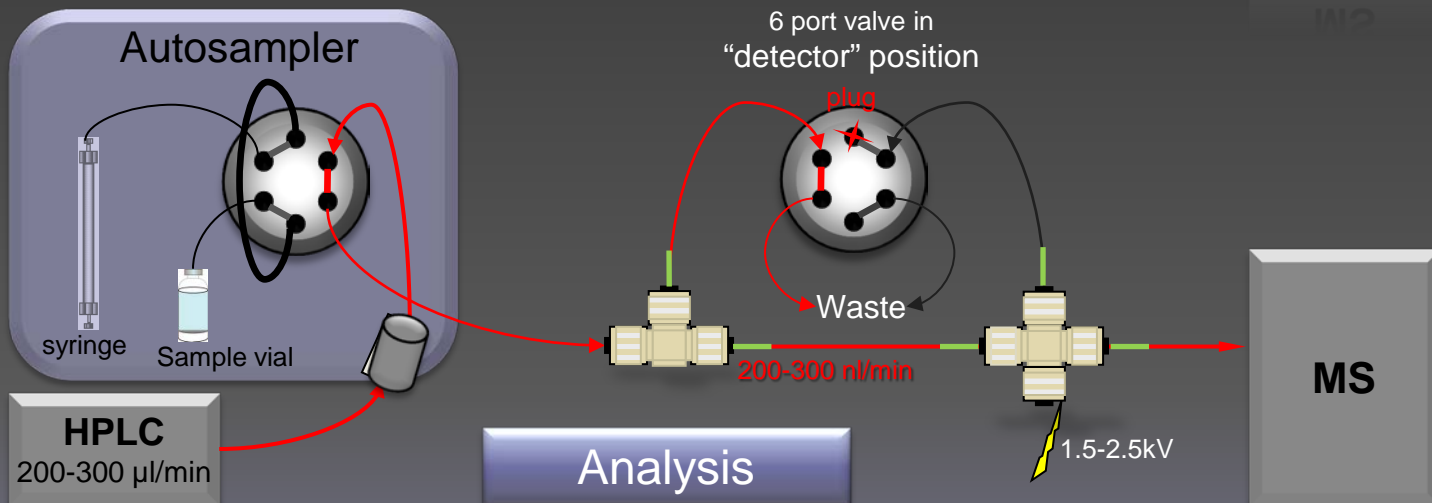 Autosampler
syringe
Sample vial
HPLC
200-300 µl/min
6 port valve in
“detector” position
plug
Waste
200-300 nl/min
1.5-2.5kV
Analysis
MS
MS